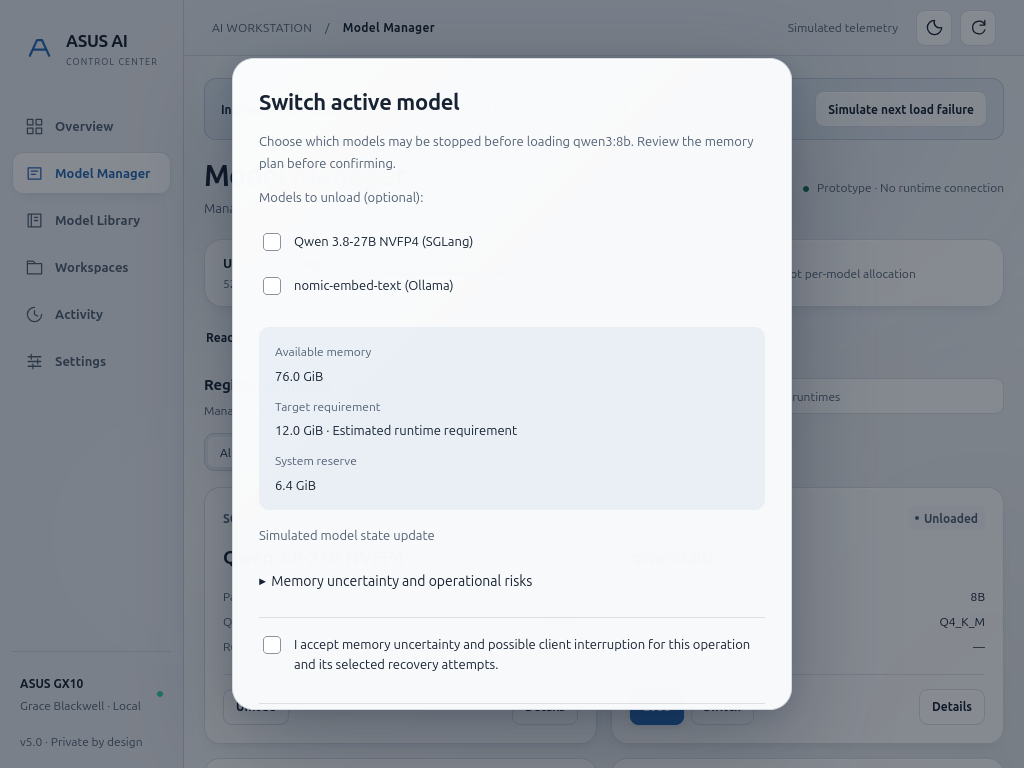 ASUS AI
CONTROL CENTER
Overview
Model Manager
Model Library
Workspaces
Activity
Settings
ASUS GX10
Grace Blackwell · Local
v5.0 · Private by design
AI WORKSTATION / Model Manager
Simulated telemetry
Simulate next load failure
Prototype · No runtime connection
per-model allocation
runtimes
Switch active model
Choose which models may be stopped before loading qwen3:8b. Review the memory
plan before confirming.
Models to unload (optional):
Qwen 3.8-27B NVFP4 (SGLang)
nomic-embed-text (Ollama)
Available memory
76.0 GiB
Target requirement
12.0 GiB · Estimated runtime requirement
System reserve
6.4 GiB
Simulated model state update
▸ Memory uncertainty and operational risks
I accept memory uncertainty and possible client interruption for this operation
and its selected recovery attempts.
• Unloaded
8B
Q4_K_M
—
Details